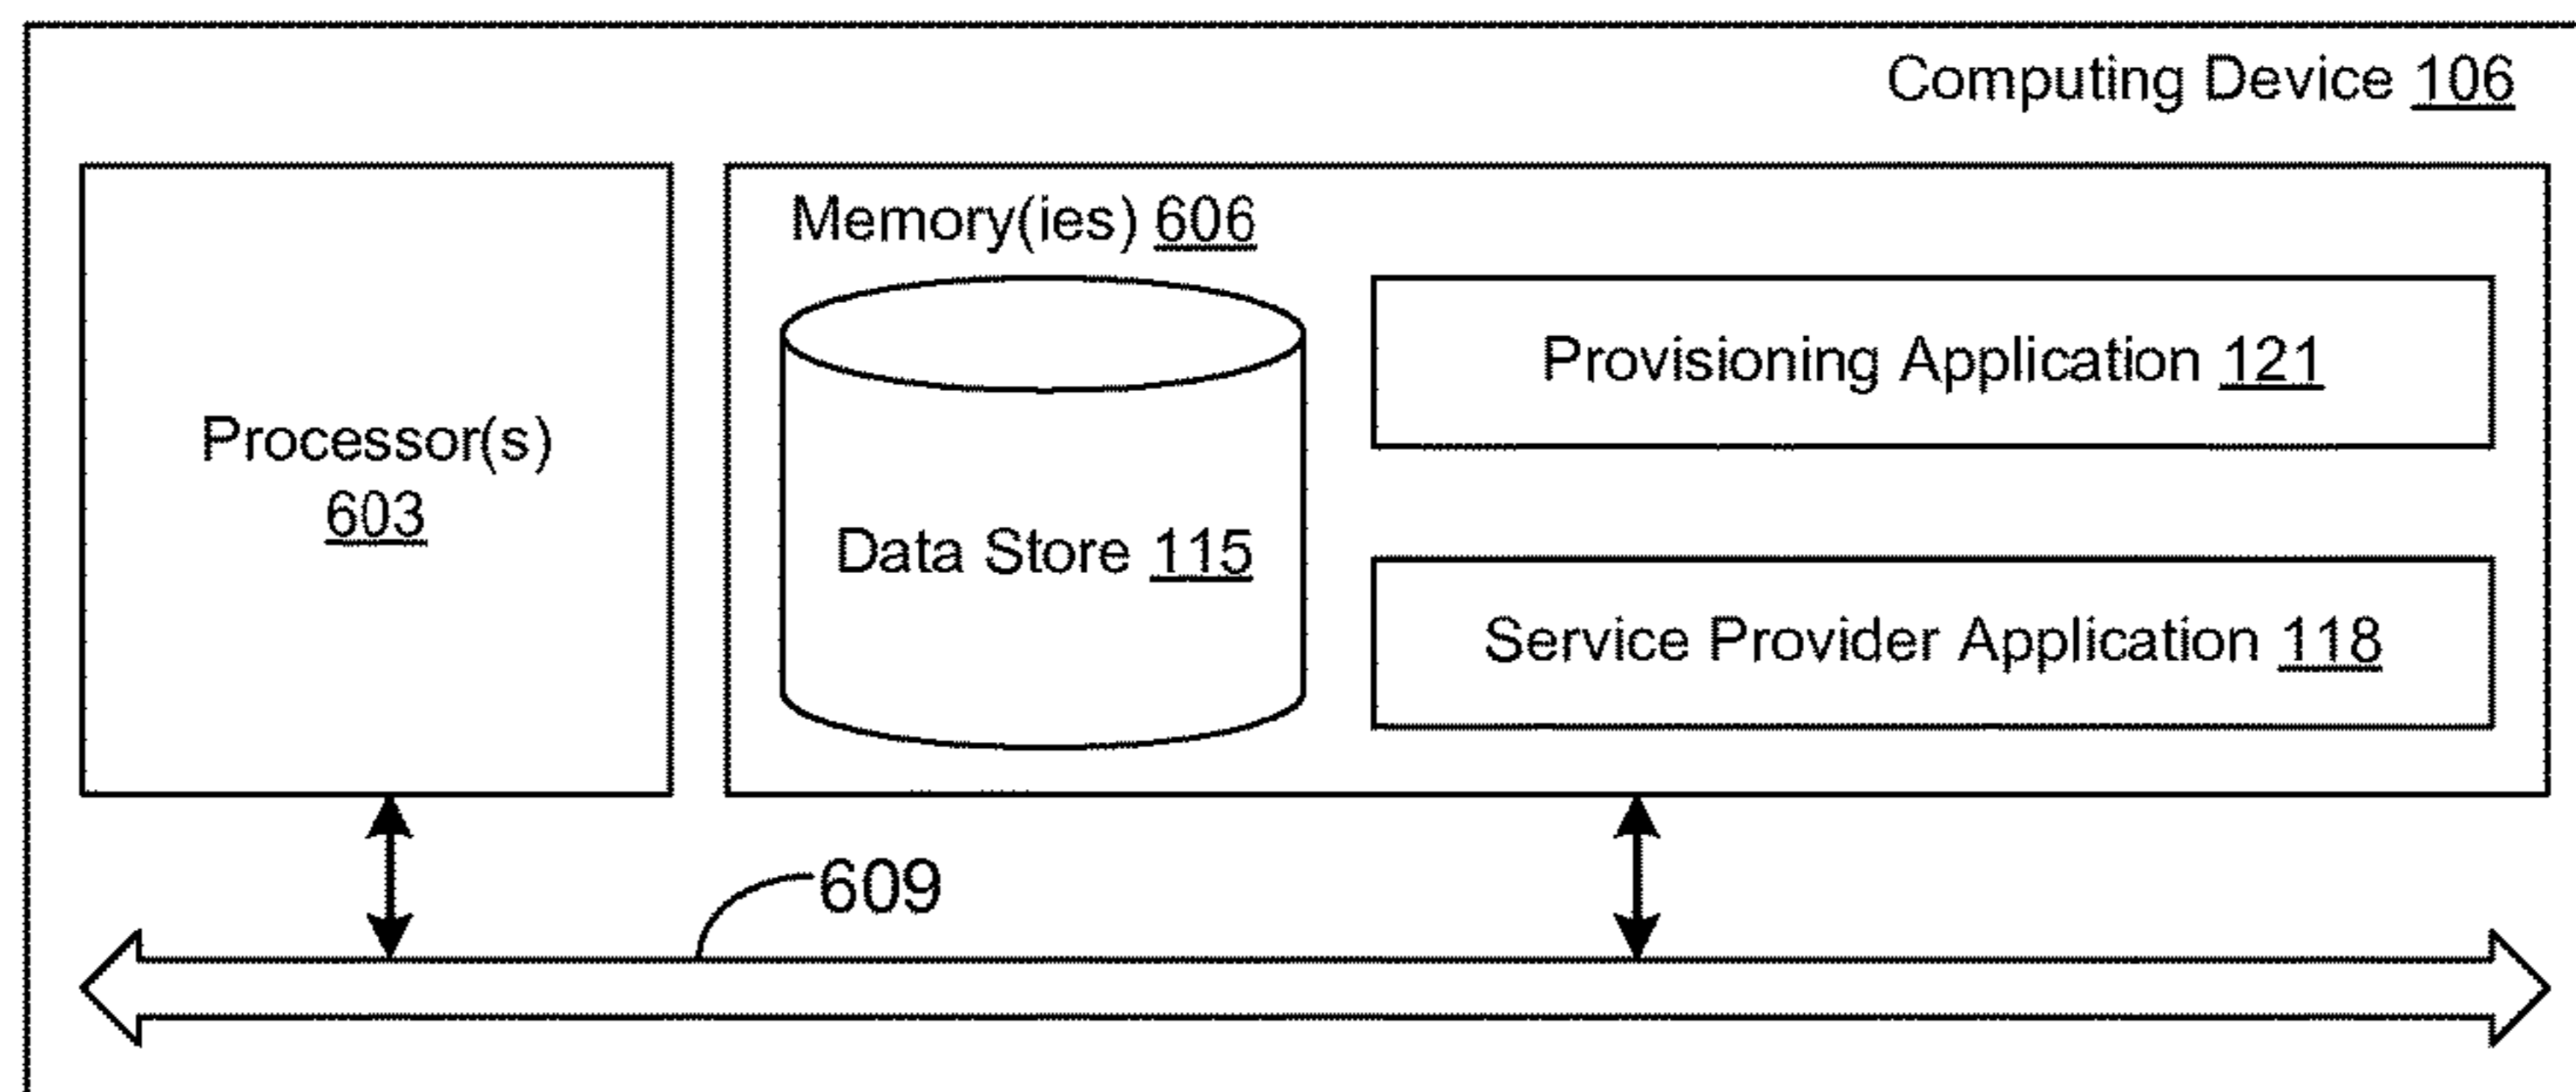 Computing Device 106
Processor(s)
603
Memory(ies) 606
Data Store 115
Provisioning Application 121
Service Provider Application 118
609